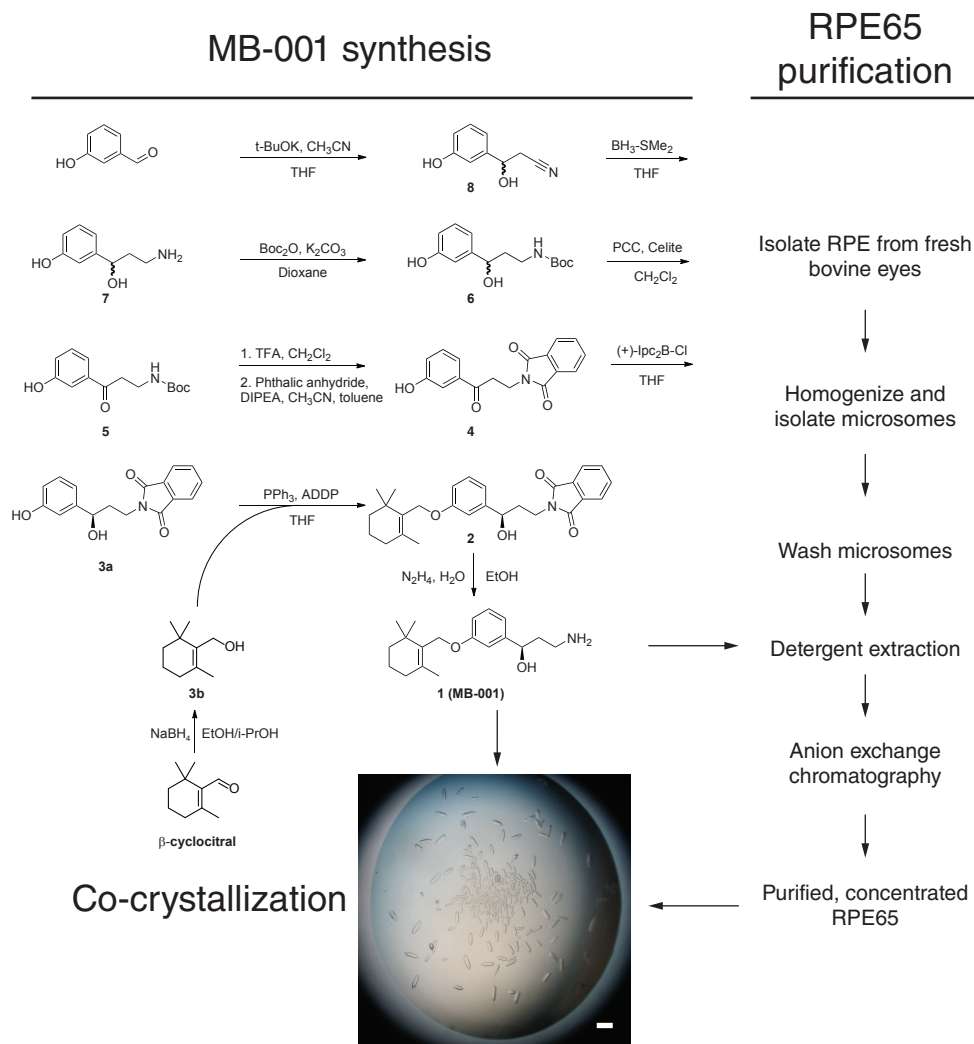 MB-001 synthesis
RPE65
purification
HO
O
t-BuOK, CH3CN
THF
HO
OH
N
8
BH3-SMe2
THF
HO
OH
NH2
7
Boc2O, K2CO3
Dioxane
HO
OH
H
N
Boc
6
PCC, Celite
CH2Cl2
Isolate RPE from fresh
bovine eyes
HO
O
H
N
Boc
5
1. TFA, CH2Cl2
2. Phthalic anhydride,
DIPEA, CH3CN, toluene
HO
O
N
O
O
4
(+)-Ipc2B-Cl
THF
Homogenize and
isolate microsomes
HO
OH
N
O
O
3a
PPh3, ADDP
THF
O
OH
N
O
O
2
Wash microsomes
N2H4, H2O
EtOH
OH
3b
O
OH
NH2
1 (MB-001)
Detergent extraction
NaBH4
EtOH/i-PrOH
O
β-cyclocitral
Anion exchange
chromatography
Co-crystallization
Purified, concentrated
RPE65